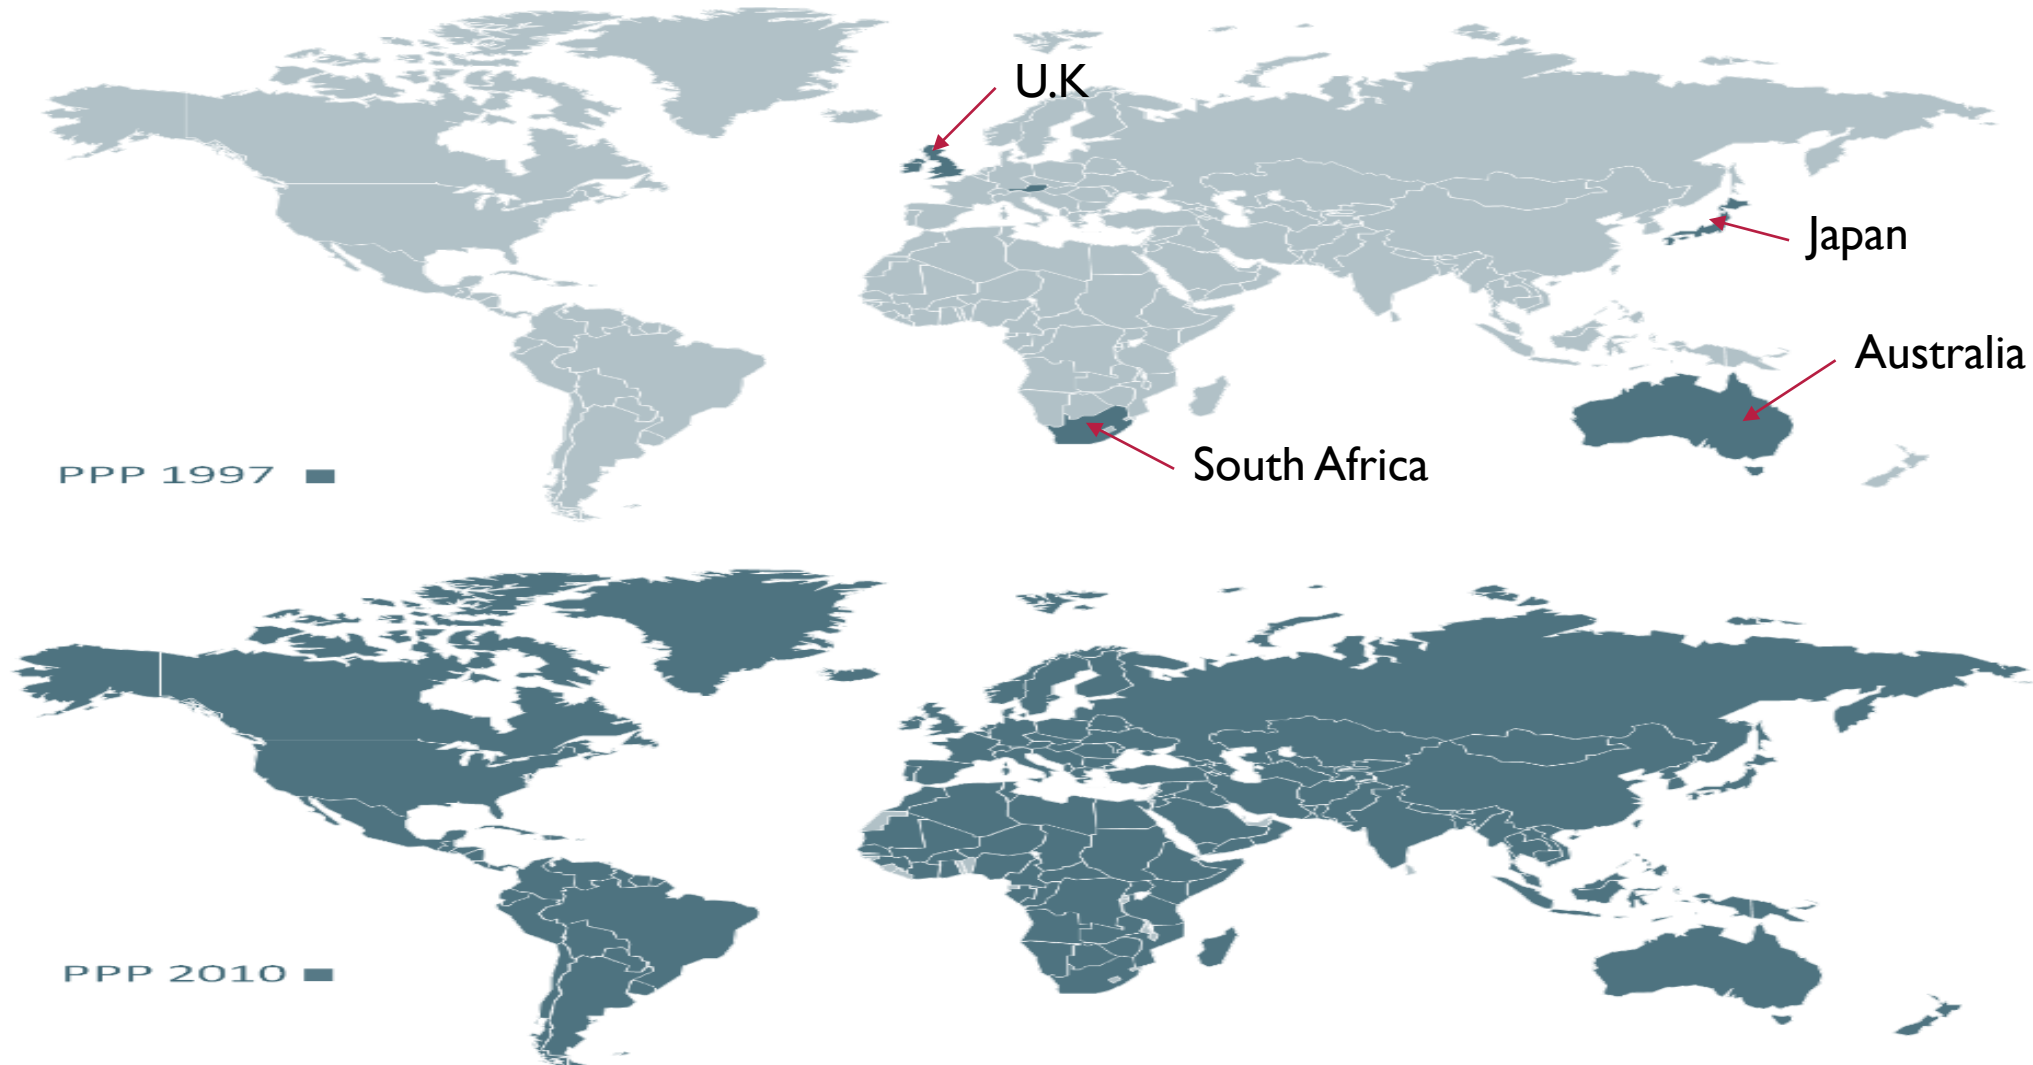 U.K
Japan
Australia
South Africa
PPP 1997
PPP 2010